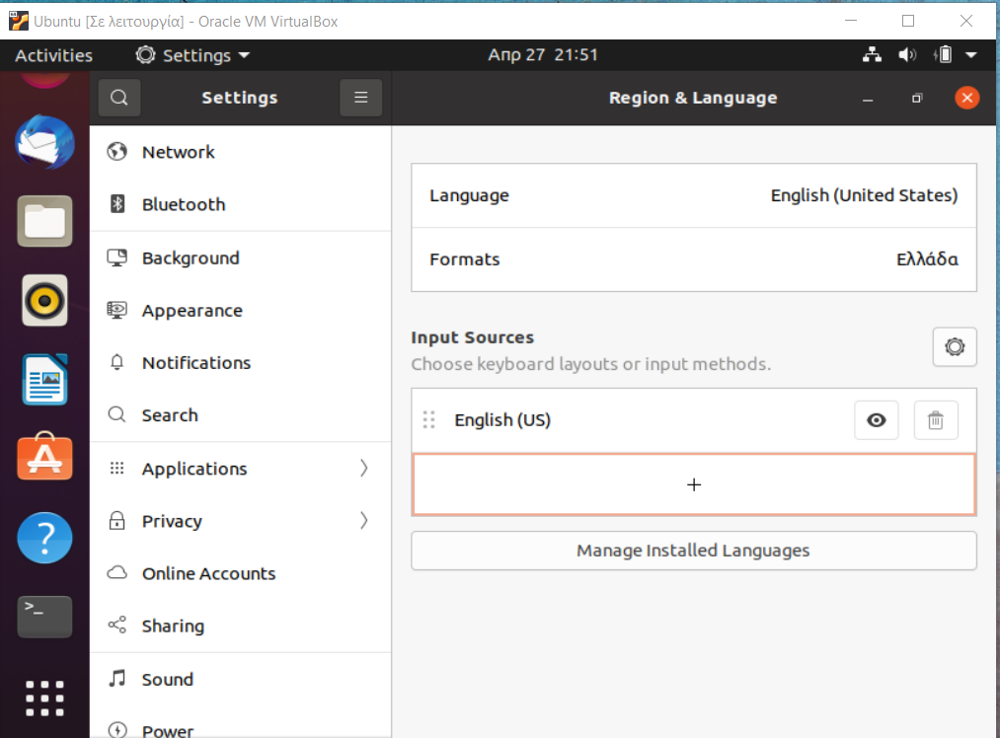 Ubuntu [Σε λειτουργία] - Oracle VM VirtualBox
Activities Settings Απρ 27 21:51
Settings
Region & Language
Network
Bluetooth
Background
Appearance
Notifications
Search
Applications
Privacy
Online Accounts
Sharing
Sound
Power
Language English (United States)
Formats Ελλάδα
Input Sources
Choose keyboard layouts or input methods.
English (US)
+
Manage Installed Languages